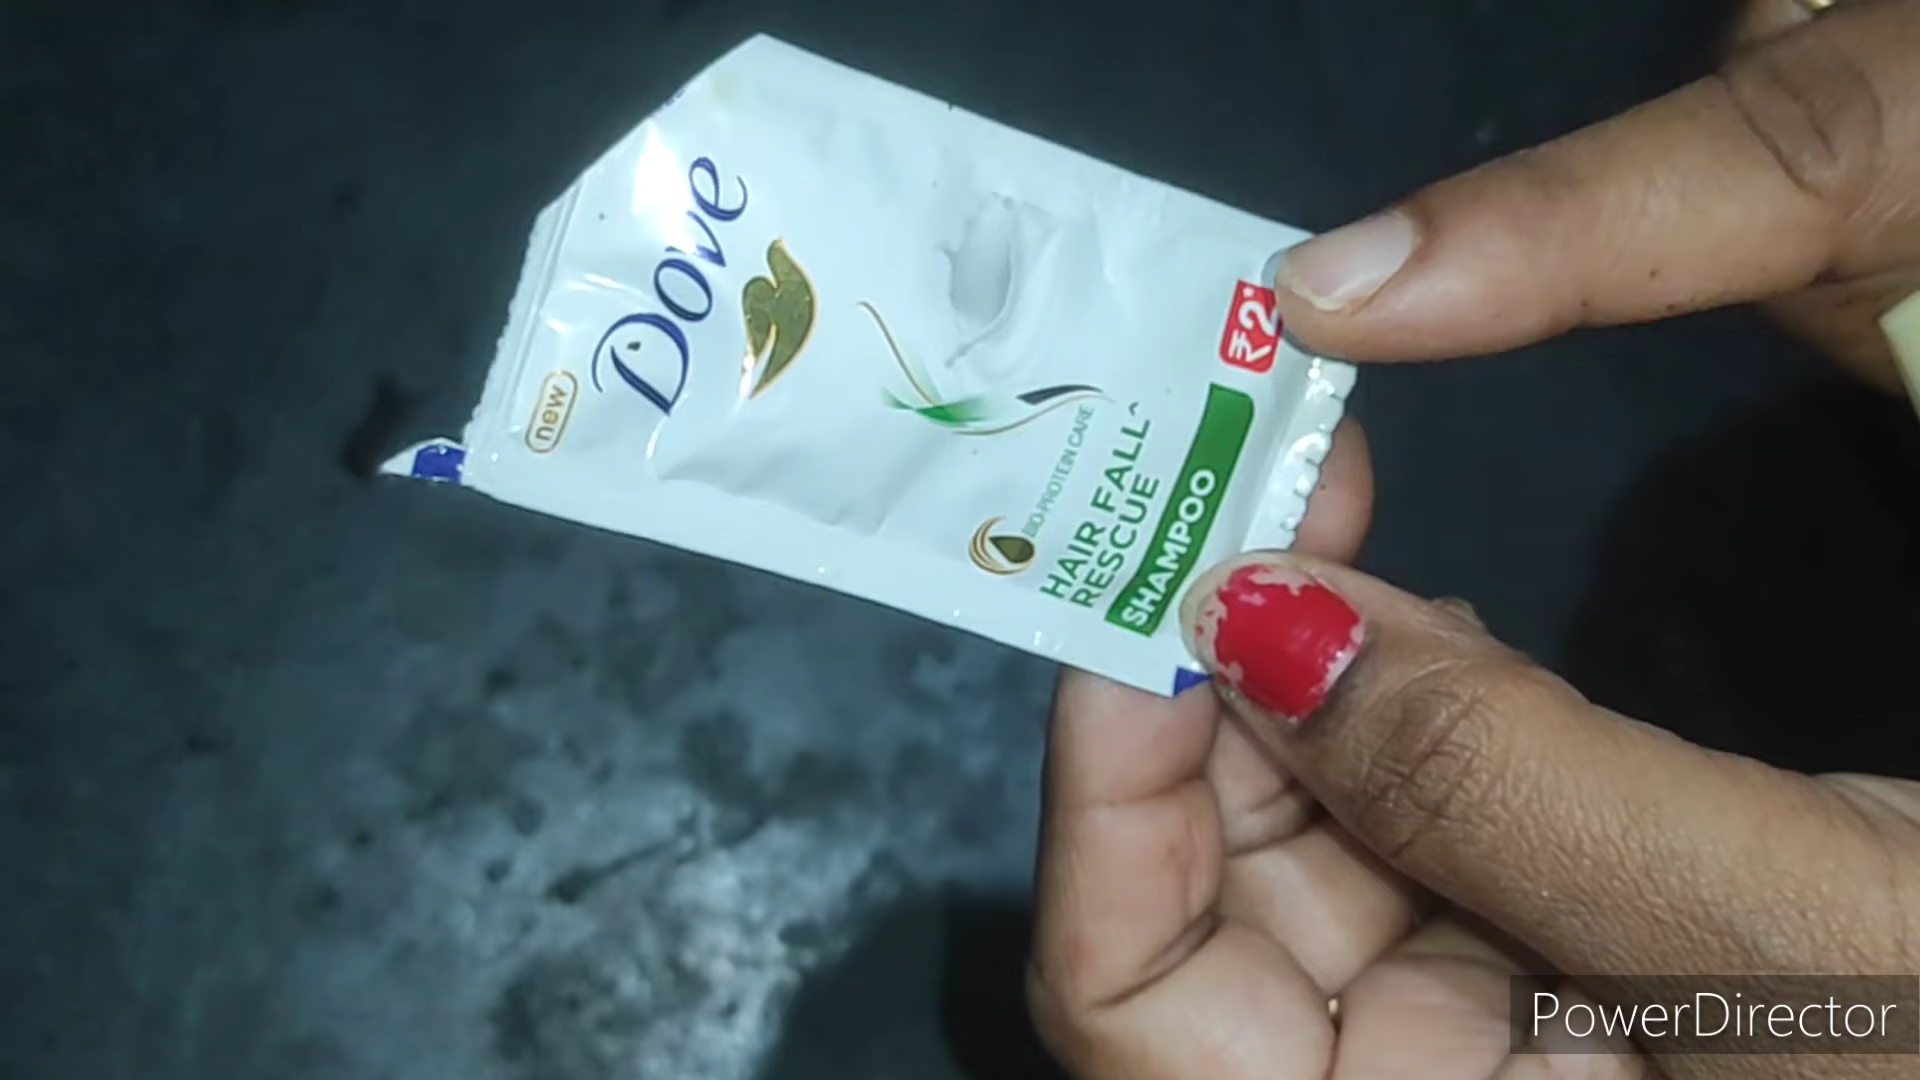 new
Dove
BIO-PROTEIN CARE
HAIR FALL^
RESCUE
SHAMPOO
₹2
PowerDirector